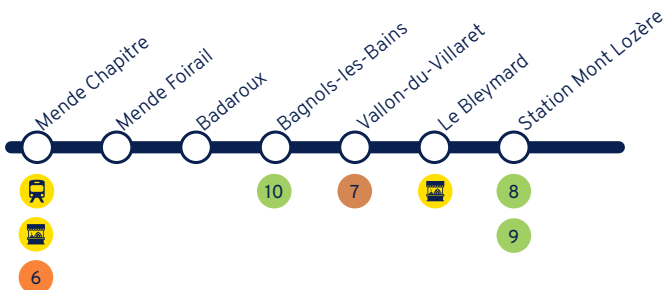 Mende Chapitre
Mende Foirail
Badaroux
Bagnols-les-Bains
Vallon-du-Villaret
Le Bleymard
Station Mont Lozère
10
7
8
9
6